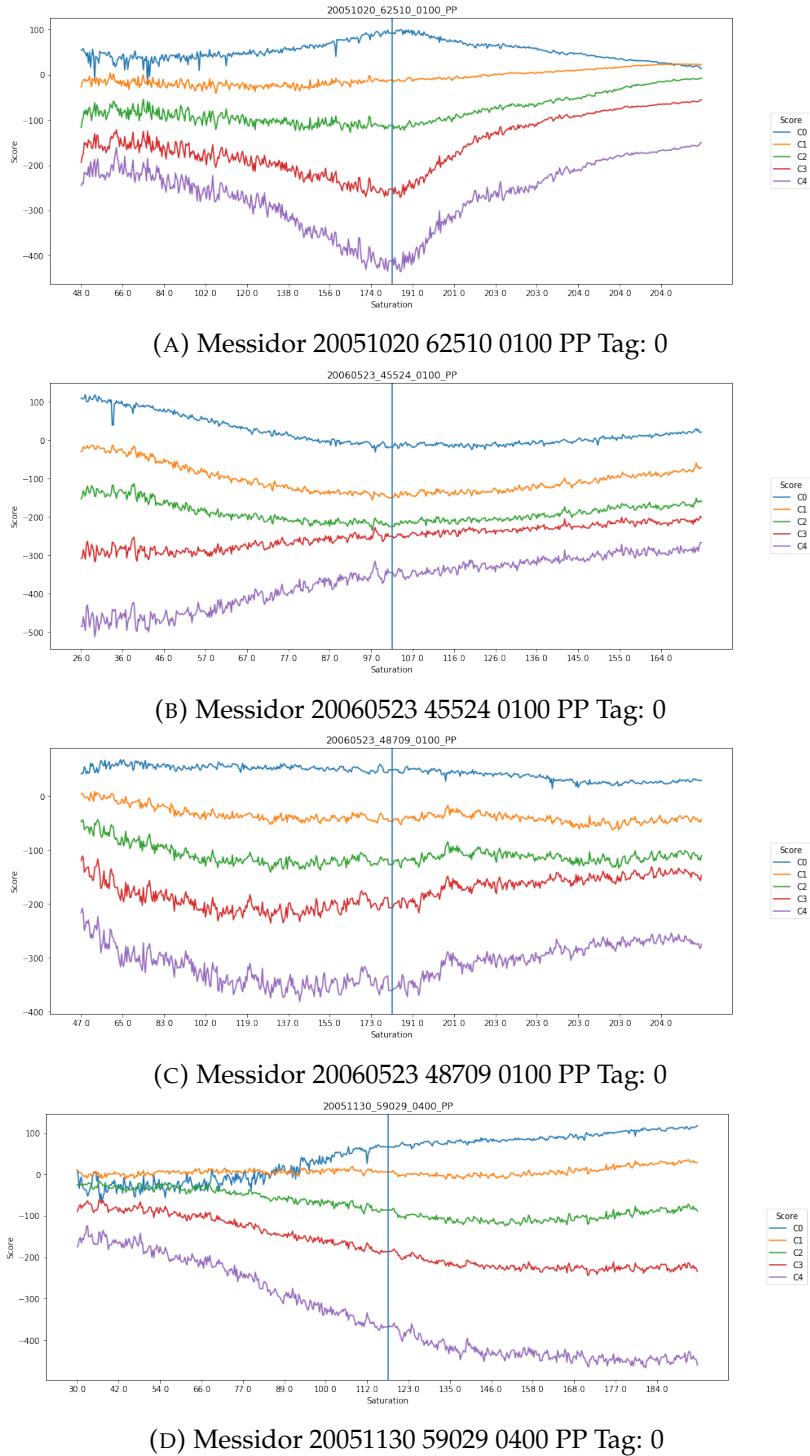 20051020_62510_0100_PP
100
0
−100
−200
−300
−400
Score
48.0 66.0 84.0 102.0 120.0 138.0 156.0 174.0 191.0 201.0 203.0 203.0 204.0 204.0
Saturation
Score
C0
C1
C2
C3
C4
(A) Messidor 20051020 62510 0100 PP Tag: 0
20060523_45524_0100_PP
100
0
−100
−200
−300
−400
−500
Score
26.0 36.0 46.0 57.0 67.0 77.0 87.0 97.0 107.0 116.0 126.0 136.0 145.0 155.0 164.0
Saturation
Score
C0
C1
C2
C3
C4
(B) Messidor 20060523 45524 0100 PP Tag: 0
20060523_48709_0100_PP
0
−100
−200
−300
−400
Score
47.0 65.0 83.0 102.0 119.0 137.0 155.0 173.0 191.0 201.0 203.0 203.0 203.0 203.0 204.0
Saturation
Score
C0
C1
C2
C3
C4
(C) Messidor 20060523 48709 0100 PP Tag: 0
20051130_59029_0400_PP
100
0
−100
−200
−300
−400
Score
30.0 42.0 54.0 66.0 77.0 89.0 100.0 112.0 123.0 135.0 146.0 158.0 168.0 177.0 184.0
Saturation
Score
C0
C1
C2
C3
C4
(D) Messidor 20051130 59029 0400 PP Tag: 0